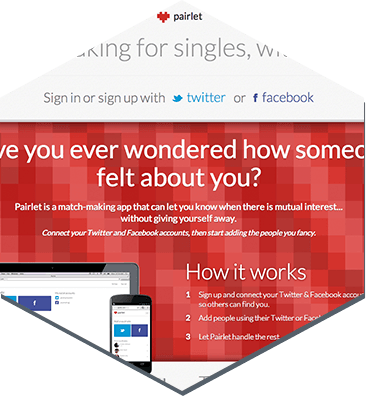 pairlet
king for singles, wi
Sign in or sign up with twitter or facebook
ve you ever wondered how someo
felt about you?
Pairlet is a match-making app that can let you know when there is mutual interest...
without giving yourself away.
Connect your Twitter and Facebook accounts, then start adding the people you fancy.
How it works
1 Sign up and connect your Twitter & Facebook accou
so others can find you.
2 Add people using their Twitter or Facel
3 Let Pairlet handle the rest